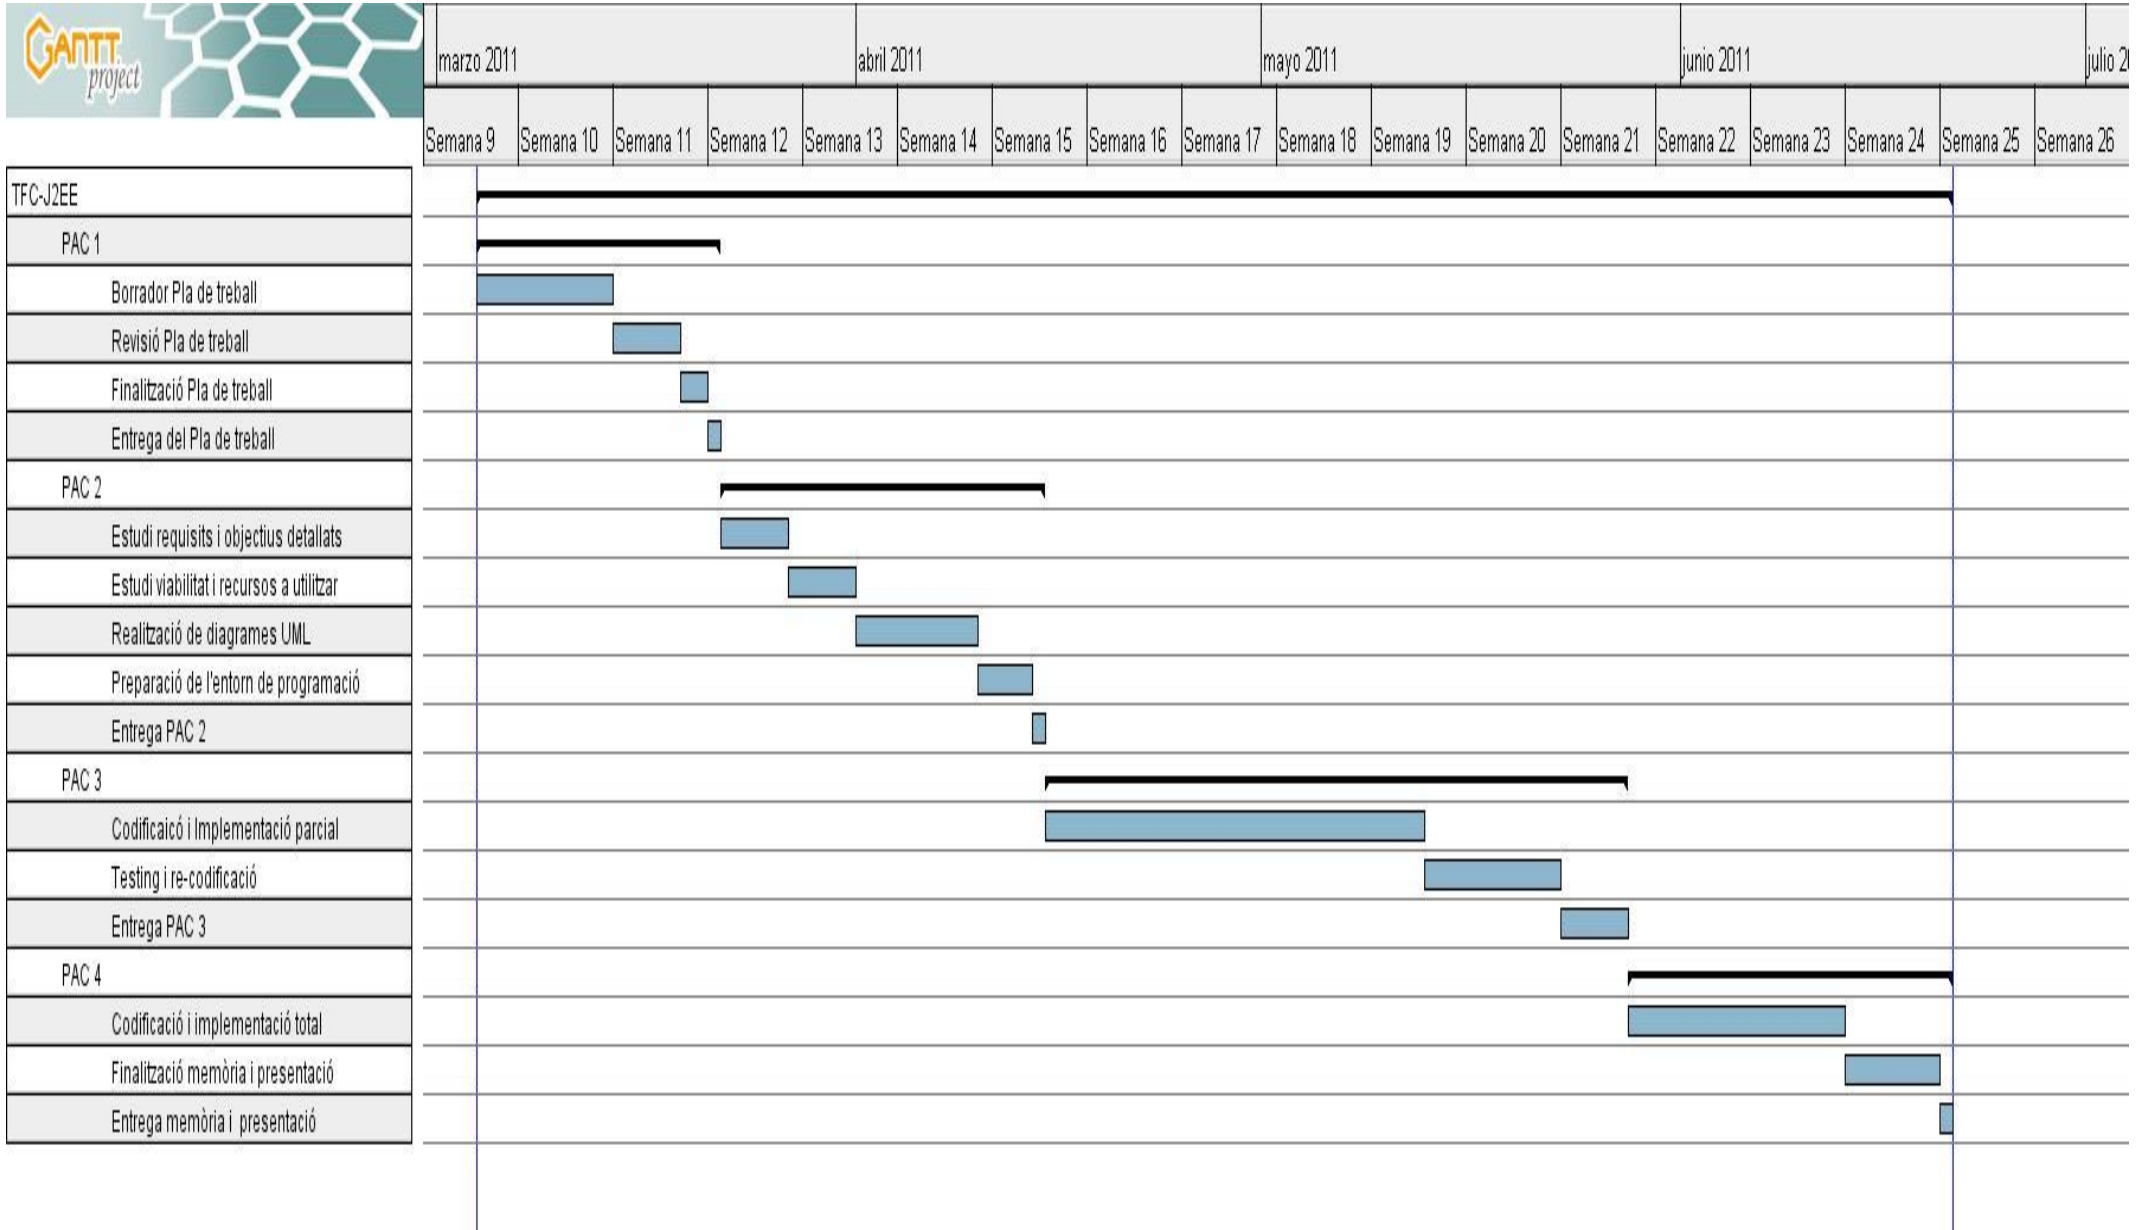 GANTT
project
marzo 2011 abril 2011 mayo 2011 junio 2011 julio 2
Semana 9 Semana 10 Semana 11 Semana 12 Semana 13 Semana 14 Semana 15 Semana 16 Semana 17 Semana 18 Semana 19 Semana 20 Semana 21 Semana 22 Semana 23 Semana 24 Semana 25 Semana 26
TFC-J2EE
PAC 1
Borrador Pla de treball
Revisió Pla de treball
Finalització Pla de treball
Entrega del Pla de treball
PAC 2
Estudi requisits i objectius detallats
Estudi viabilitat i recursos a utilitzar
Realització de diagrames UML
Preparació de l'entorn de programació
Entrega PAC 2
PAC 3
Codificaicó i Implementació parcial
Testing i re-codificació
Entrega PAC 3
PAC 4
Codificació i implementació total
Finalització memòria i presentació
Entrega memòria i presentació